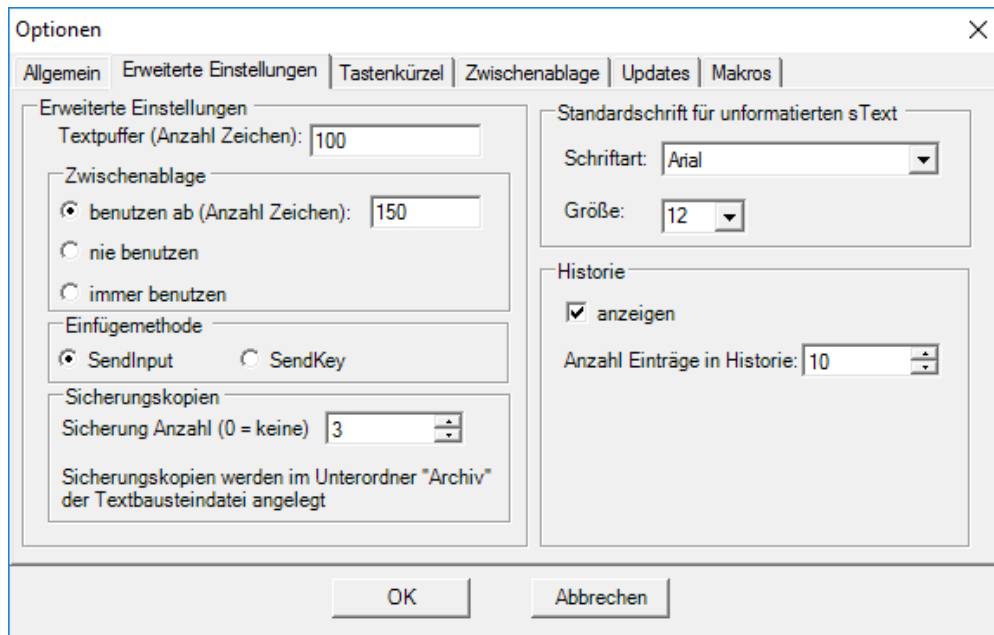 Optionen
Allgemein Erweiterte Einstellungen Tastenkürzel Zwischenablage Updates Makros
Erweiterte Einstellungen
Textpuffer (Anzahl Zeichen): 100
Zwischenablage
benutzen ab (Anzahl Zeichen): 150
nie benutzen
immer benutzen
Einfügemethode
SendInput SendKey
Sicherungskopien
Sicherung Anzahl (0 = keine) 3
Sicherungskopien werden im Unterordner "Archiv"
der Textbausteindatei angelegt
Standardschrift für unformatierten sText
Schriftart: Arial
Größe: 12
Historie
anzeigen
Anzahl Einträge in Historie: 10
OK Abbrechen